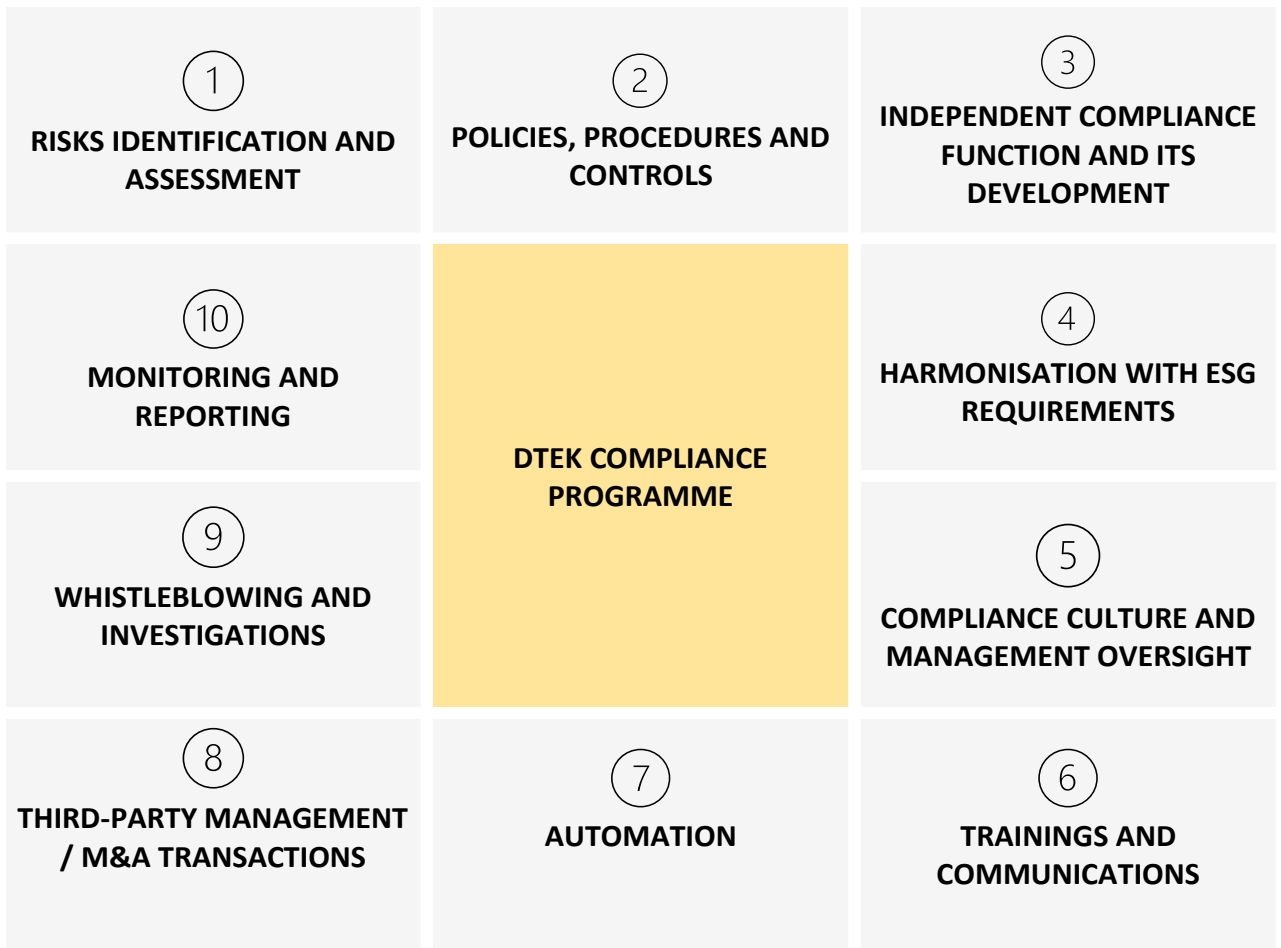 1
RISKS IDENTIFICATION AND
ASSESSMENT
2
POLICIES, PROCEDURES AND
CONTROLS
3
INDEPENDENT COMPLIANCE
FUNCTION AND ITS
DEVELOPMENT
10
MONITORING AND
REPORTING
DTEK COMPLIANCE
PROGRAMME
4
HARMONISATION WITH ESG
REQUIREMENTS
9
WHISTLEBLOWING AND
INVESTIGATIONS
5
COMPLIANCE CULTURE AND
MANAGEMENT OVERSIGHT
8
THIRD-PARTY MANAGEMENT
/ M&A TRANSACTIONS
7
AUTOMATION
6
TRAININGS AND
COMMUNICATIONS